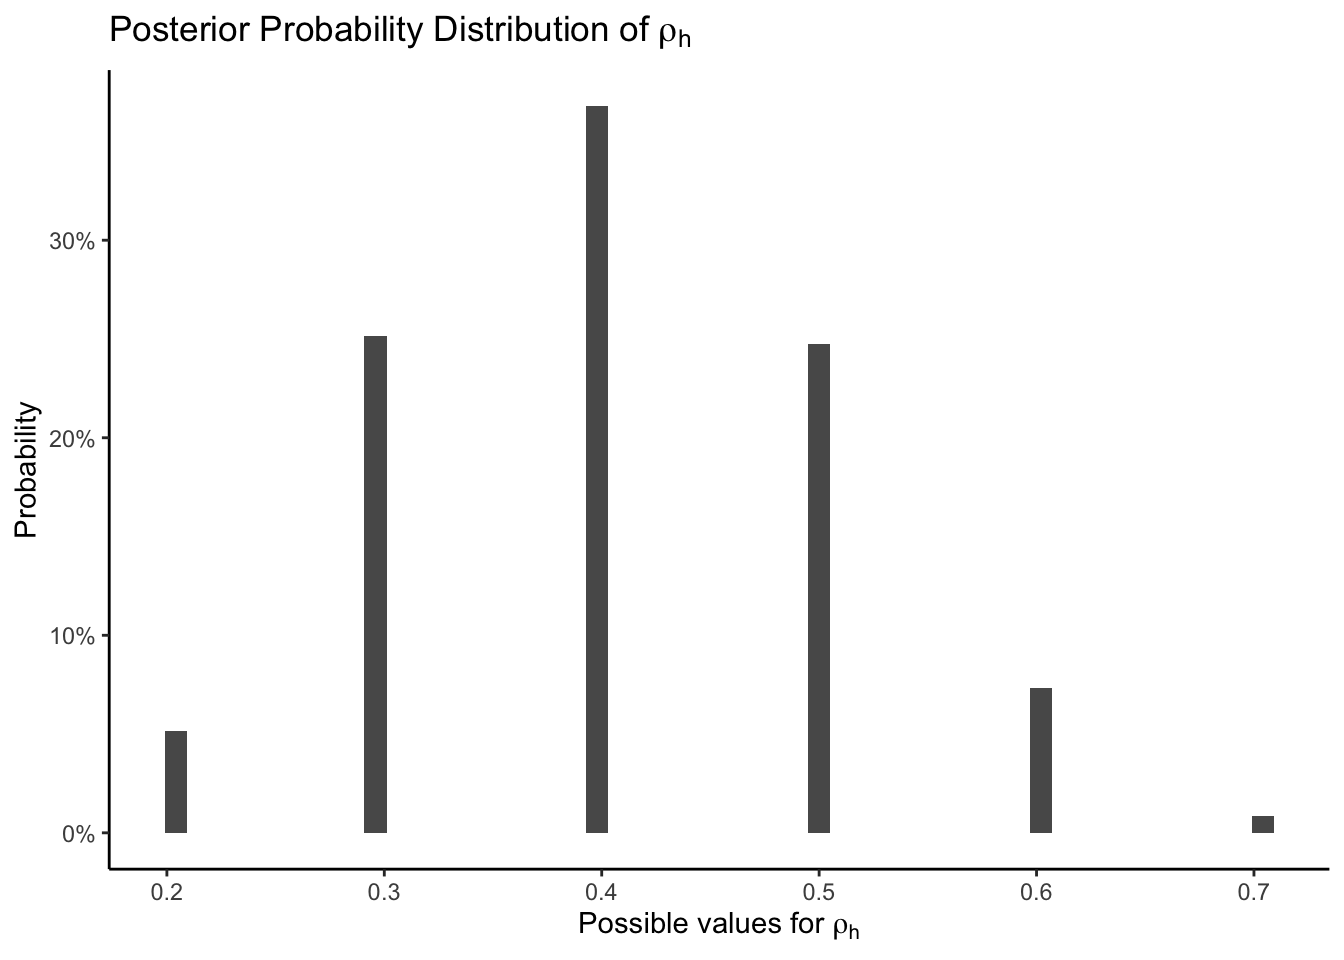 Posterior Probability Distribution of ρh
Probability
30%
20%
10%
0%
0.2 0.3 0.4 0.5 0.6 0.7
Possible values for ρh